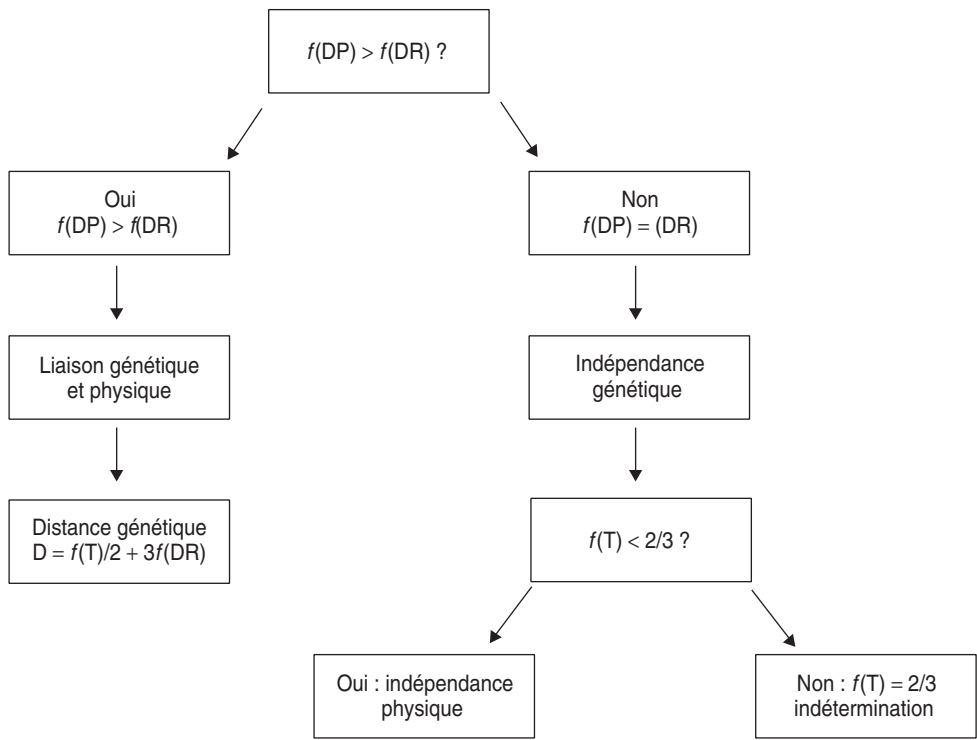 f(DP) > f(DR) ?
Oui
f(DP) > f(DR)
Non
f(DP) = (DR)
Liaison génétique
et physique
Indépendance
génétique
Distance génétique
D = f(T)/2 + 3f(DR)
f(T) < 2/3 ?
Oui : indépendance
physique
Non : f(T) = 2/3
indétermination